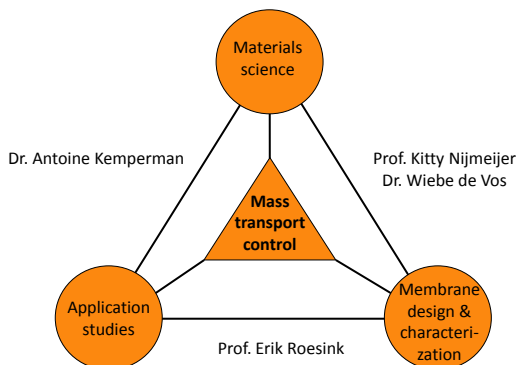 Materials
science
Dr. Antoine Kemperman
Prof. Kitty Nijmeijer
Dr. Wiebe de Vos
Mass
transport
control
Application
studies
Membrane
design &
characteri-
zation
Prof. Erik Roesink